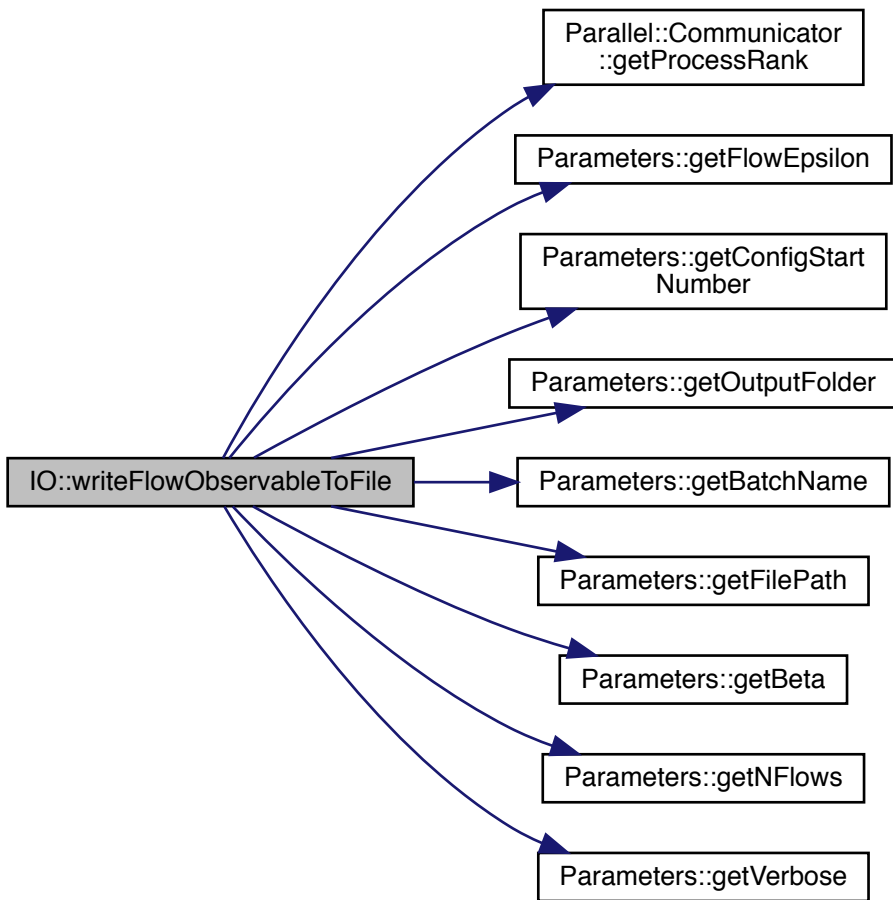 Parallel::Communicator
::getProcessRank
Parameters::getFlowEpsilon
Parameters::getConfigStart
Number
Parameters::getOutputFolder
IO::writeFlowObservableToFile
Parameters::getBatchName
Parameters::getFilePath
Parameters::getBeta
Parameters::getNFlows
Parameters::getVerbose